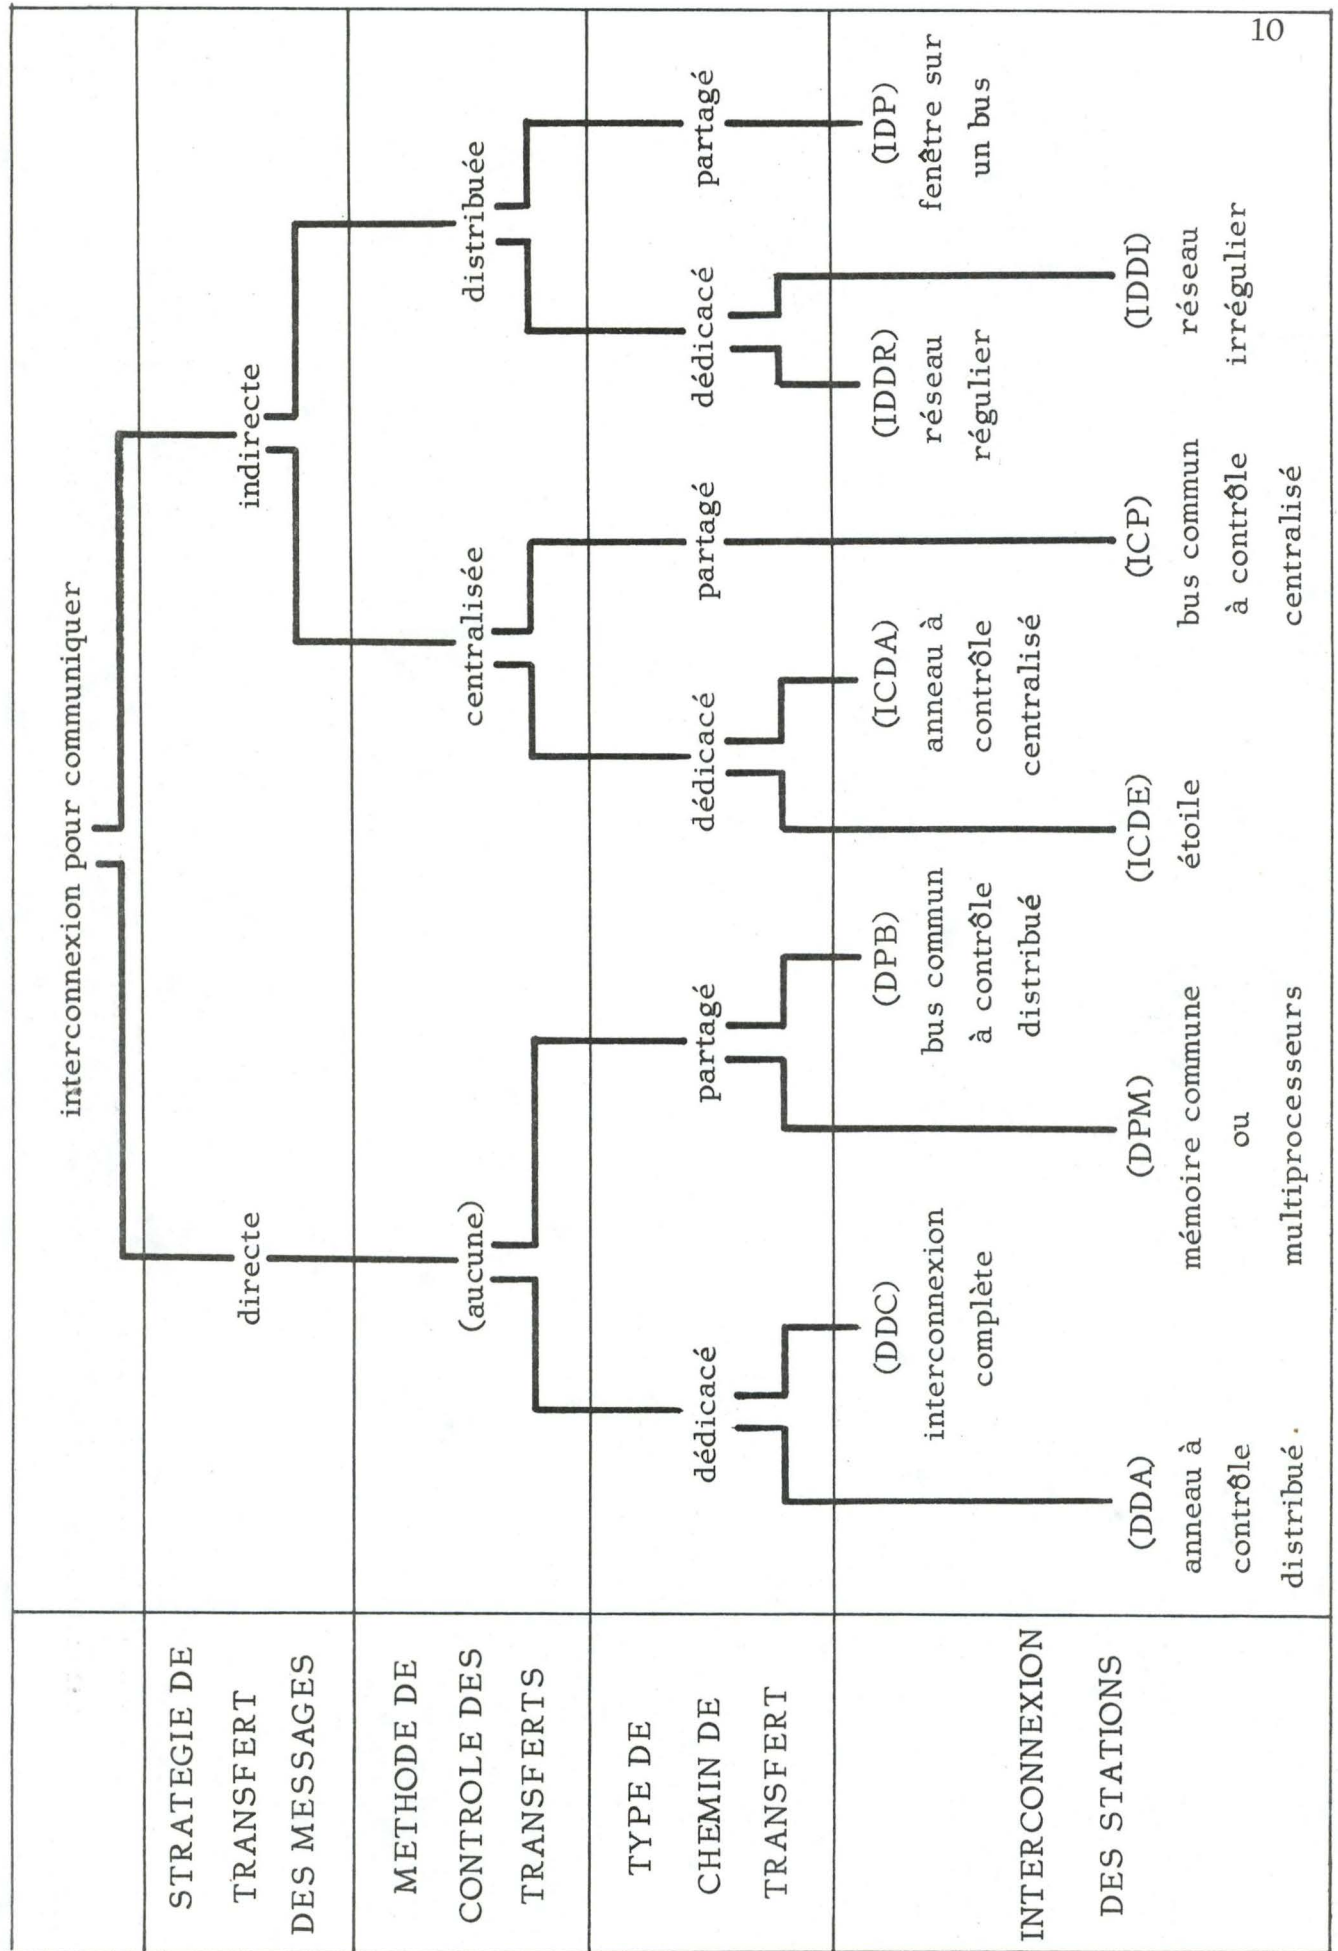 10
interconnexion pour communiquer
STRATEGIE DE
TRANSFERT
DES MESSAGES
directe
indirecte
METHODE DE
CONTROLE DES
TRANSFERTS
(aucune)
centralisée
distribuée
TYPE DE
CHEMIN DE
TRANSFERT
dédicacé
partagé
dédicacé
partagé
dédicacé
partagé
INTERCONNEXION
DES STATIONS
(DDA)
anneau à
contrôle
distribué.
(DDC)
interconnexion
complète
(DPM)
mémoire commune
ou
multiprocesseurs
(DPB)
bus commun
à contrôle
distribué
(ICDE)
étoile
(ICDA)
anneau à
contrôle
centralisé
(ICP)
bus commun
à contrôle
centralisé
(IDDR)
réseau
régulier
(IDDI)
réseau
irrégulier
(IDP)
fenêtre sur
un bus